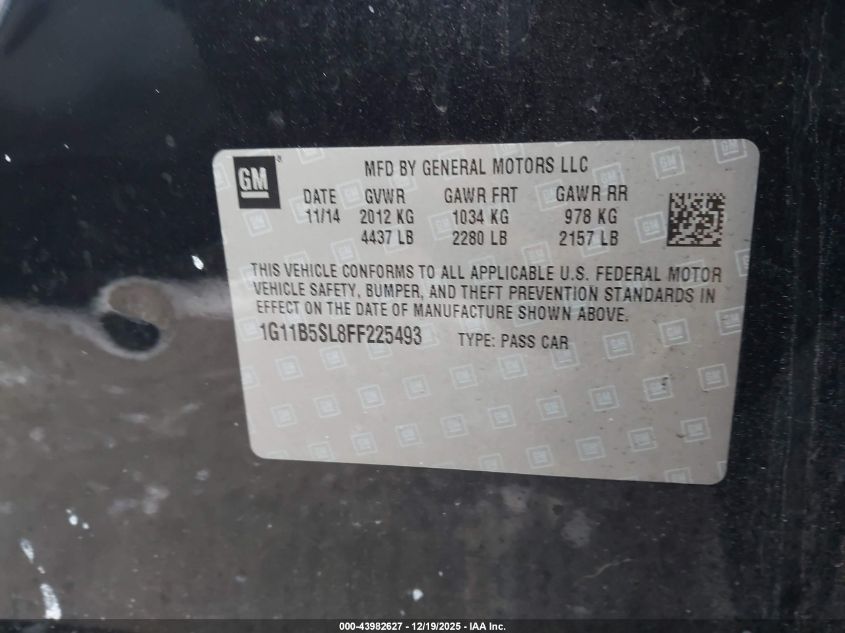 GM
MFD BY GENERAL MOTORS LLC
DATE GVWR GAWR FRT GAWR RR
11/14 2012 KG 1034 KG 978 KG
4437 LB 2280 LB 2157 LB
THIS VEHICLE CONFORMS TO ALL APPLICABLE U.S. FEDERAL MOTOR
VEHICLE SAFETY, BUMPER, AND THEFT PREVENTION STANDARDS IN
EFFECT ON THE DATE OF MANUFACTURE SHOWN ABOVE.
1G11B5SL8FF225493 TYPE: PASS CAR
000-43982627 - 12/19/2025 - IAA Inc.